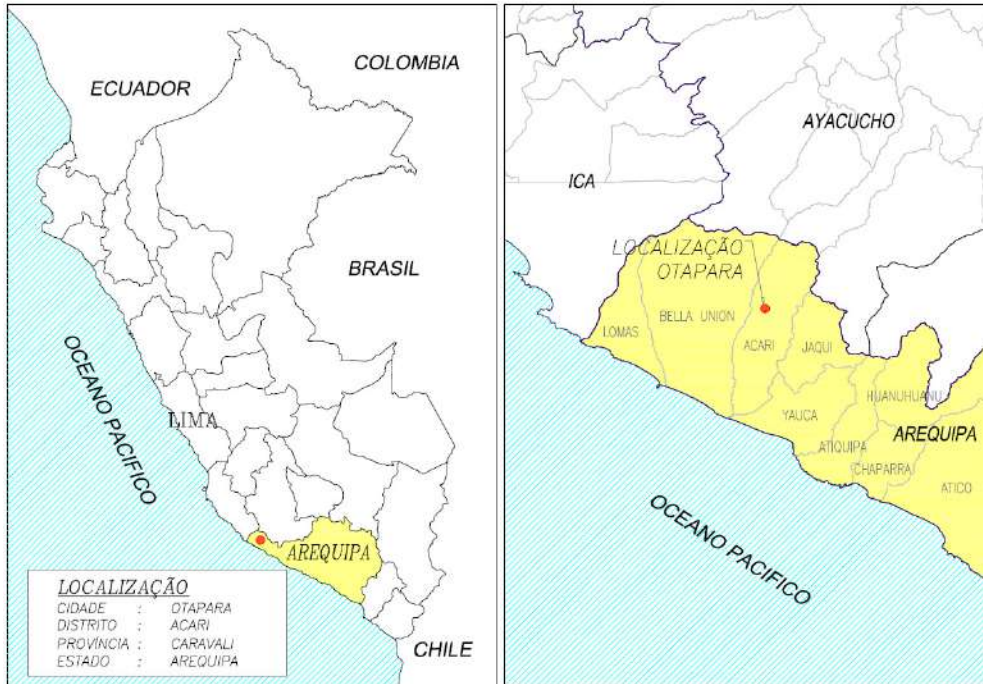 COLOMBIA
ECUADOR
BRASIL
OCEANO PACIFICO
LIMA
AREQUIPA
LOCALIZAÇÃO
CIDADE : OTAPARA
DISTRITO : ACARI
PROVÍNCIA : CARAVALI
ESTADO : AREQUIPA
CHILE
AYACUCHO
ICA
LOCALIZAÇÃO
OTAPARA
BELLA UNION
LOMAS
ACARI
JAQUI
HUANUHUANU
YAUCA
AREQUIPA
ATIQUIPA
CHAPARRA
ATICO
OCEANO PACIFICO